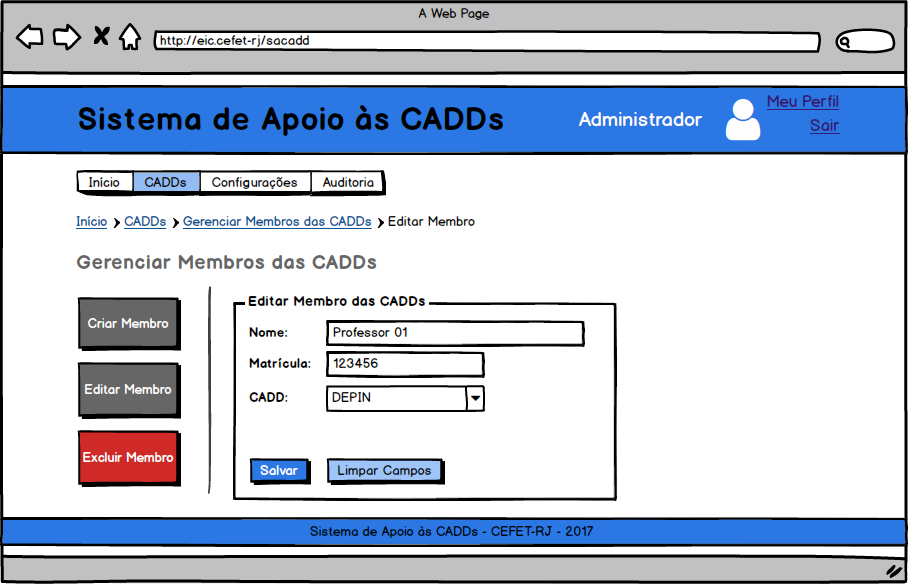 A Web Page
http://eic.cefet-rj/sacadd
Sistema de Apoio às CADDs
Administrador
Meu Perfil
Sair
Início CADDs Configurações Auditoria
Início CADDs Gerenciar Membros das CADDs Editar Membro
Gerenciar Membros das CADDs
Criar Membro
Editar Membro
Excluir Membro
Editar Membro das CADDs
Nome: Professor 01
Matrícula: 123456
CADD: DEPIN
Salvar Limpar Campos
Sistema de Apoio às CADDs - CEFET-RJ - 2017